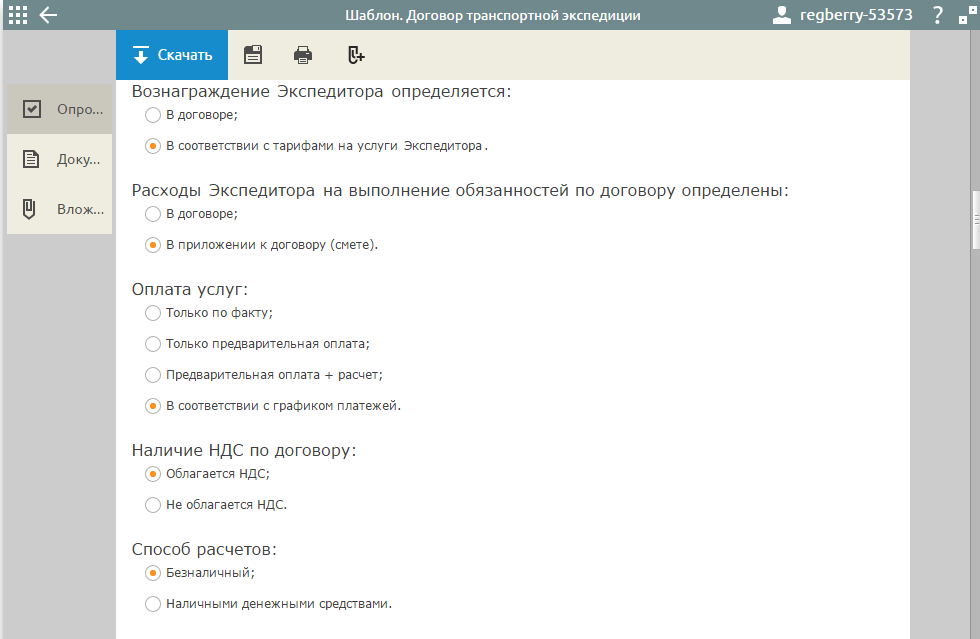 Шаблон. Договор транспортной экспедиции
regberry-53573
?
Скачать
Опро...
Доку...
Влож...
Вознаграждение Экспедитора определяется:
В договоре;
В соответствии с тарифами на услуги Экспедитора.
Расходы Экспедитора на выполнение обязанностей по договору определены:
В договоре;
В приложении к договору (смете).
Оплата услуг:
Только по факту;
Только предварительная оплата;
Предварительная оплата + расчет;
В соответствии с графиком платежей.
Наличие НДС по договору:
Облагается НДС;
Не облагается НДС.
Способ расчетов:
Безналичный;
Наличными денежными средствами.